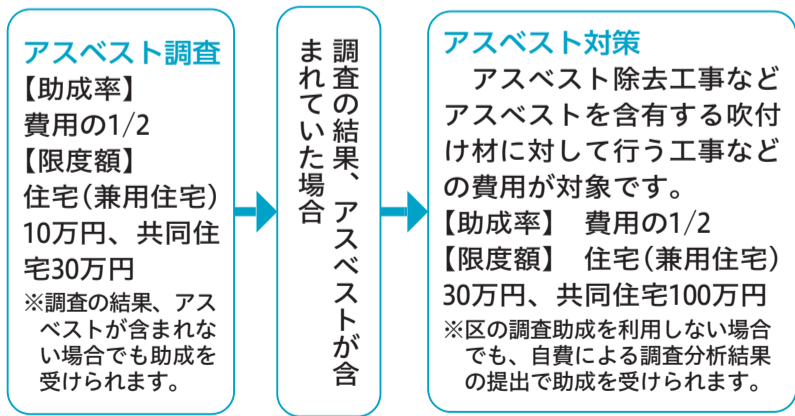 アスベスト調査
【助成率】
費用の1/2
【限度額】
住宅（兼用住宅）
10万円、共同住
宅30万円
※調査の結果、アス
ベストが含まれな
い場合でも助成を
受けられます。
調査の結果、アスベストが含
まれていた場合
アスベスト対策
　アスベスト除去工事など
アスベストを含有する吹付
け材に対して行う工事など
の費用が対象です。
【助成率】　費用の1/2
【限度額】　住宅（兼用住宅）
30万円、共同住宅100万円
※区の調査助成を利用しない場合
でも、自費による調査分析結果
の提出で助成を受けられます。